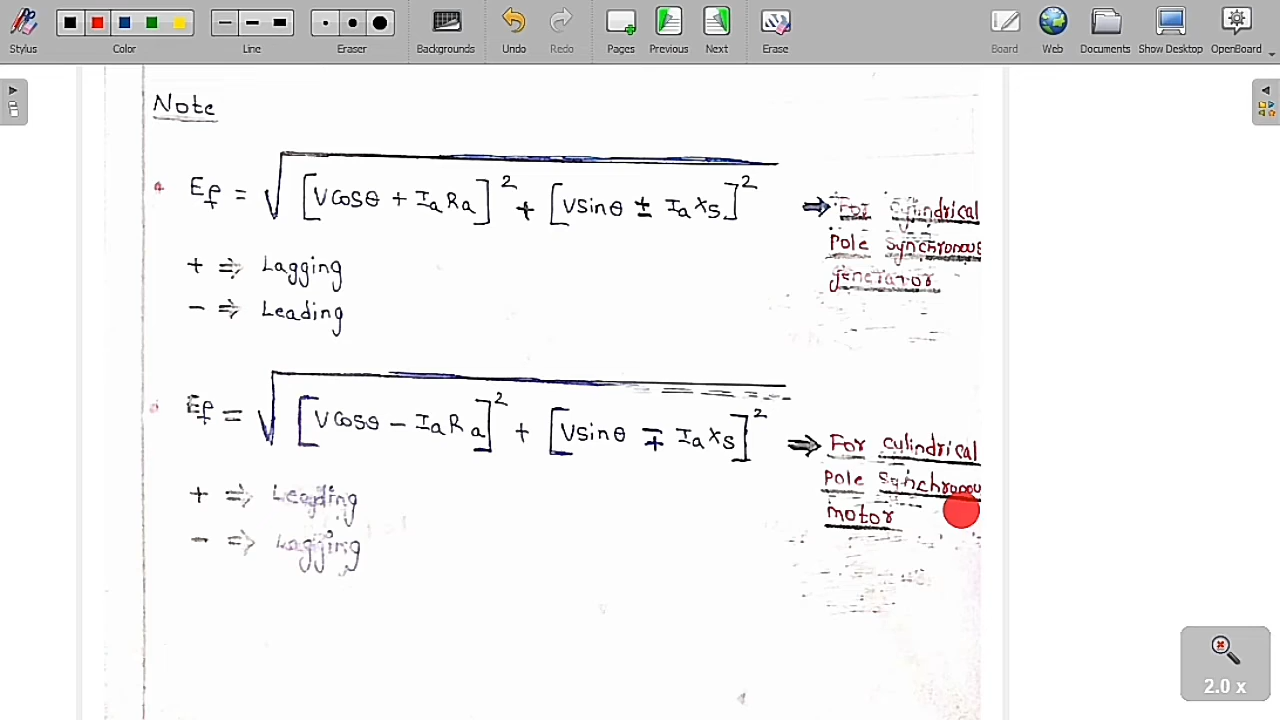 Stylus
Color
Line
Eraser
Backgrounds
Undo
Redo
Pages
Previous
Next
Erase
Board
Web
Documents
Show Desktop
OpenBoard
Note
Ef = √[Vcosθ + IaRa]² + [Vsinθ ± IaXs]² ⇒ For Cylindrical
Pole Synchronous
generator
+ ⇒ Lagging
- ⇒ Leading
Ef = √[Vcosθ - IaRa]² + [Vsinθ ∓ IaXs]² ⇒ For culindrical
Pole Synchronou
motor
+ ⇒ Leading
- ⇒ Lagging
2.0 x